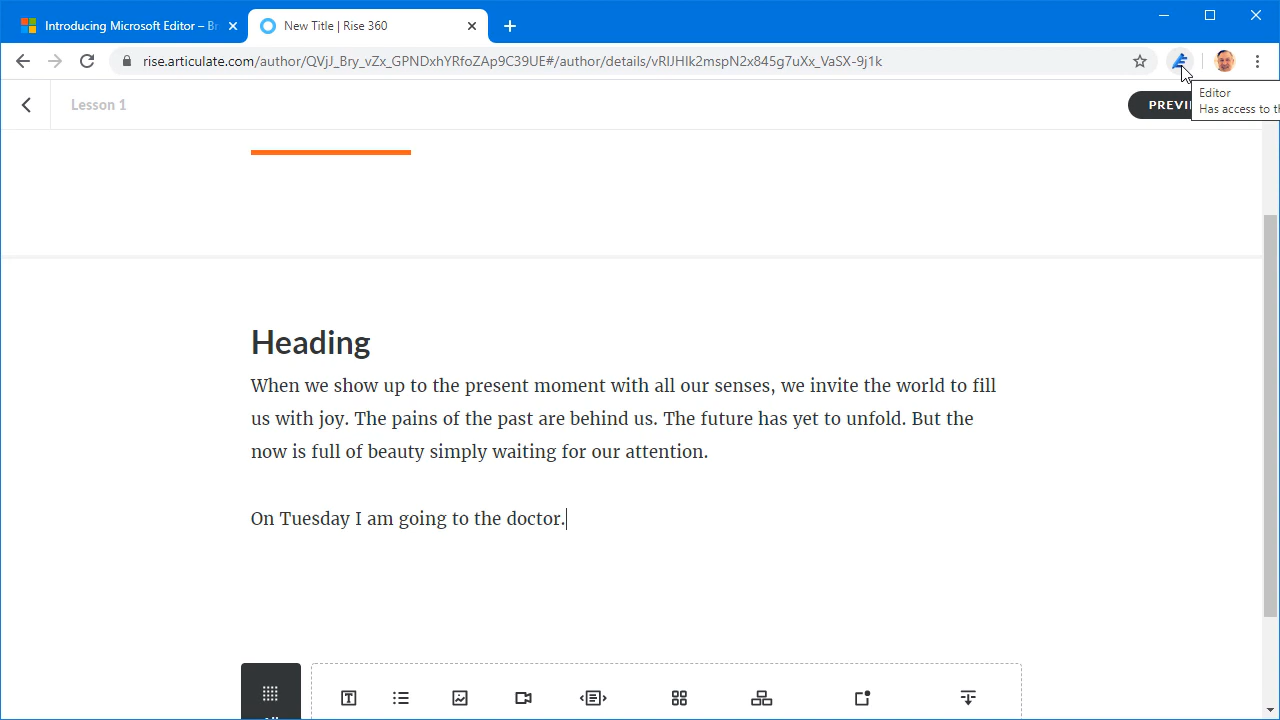 Introducing Microsoft Editor – Br
New Title | Rise 360
rise.articulate.com/author/QVjJ_Bry_vZx_GPNDxhYRfoZAp9C39UE#/author/details/vRlJHIk2mspN2x845g7uXx_VaSX-9j1k
Lesson 1
PREVI
Editor
Has access to th
Heading
When we show up to the present moment with all our senses, we invite the world to fill
us with joy. The pains of the past are behind us. The future has yet to unfold. But the
now is full of beauty simply waiting for our attention.
On Tuesday I am going to the doctor.